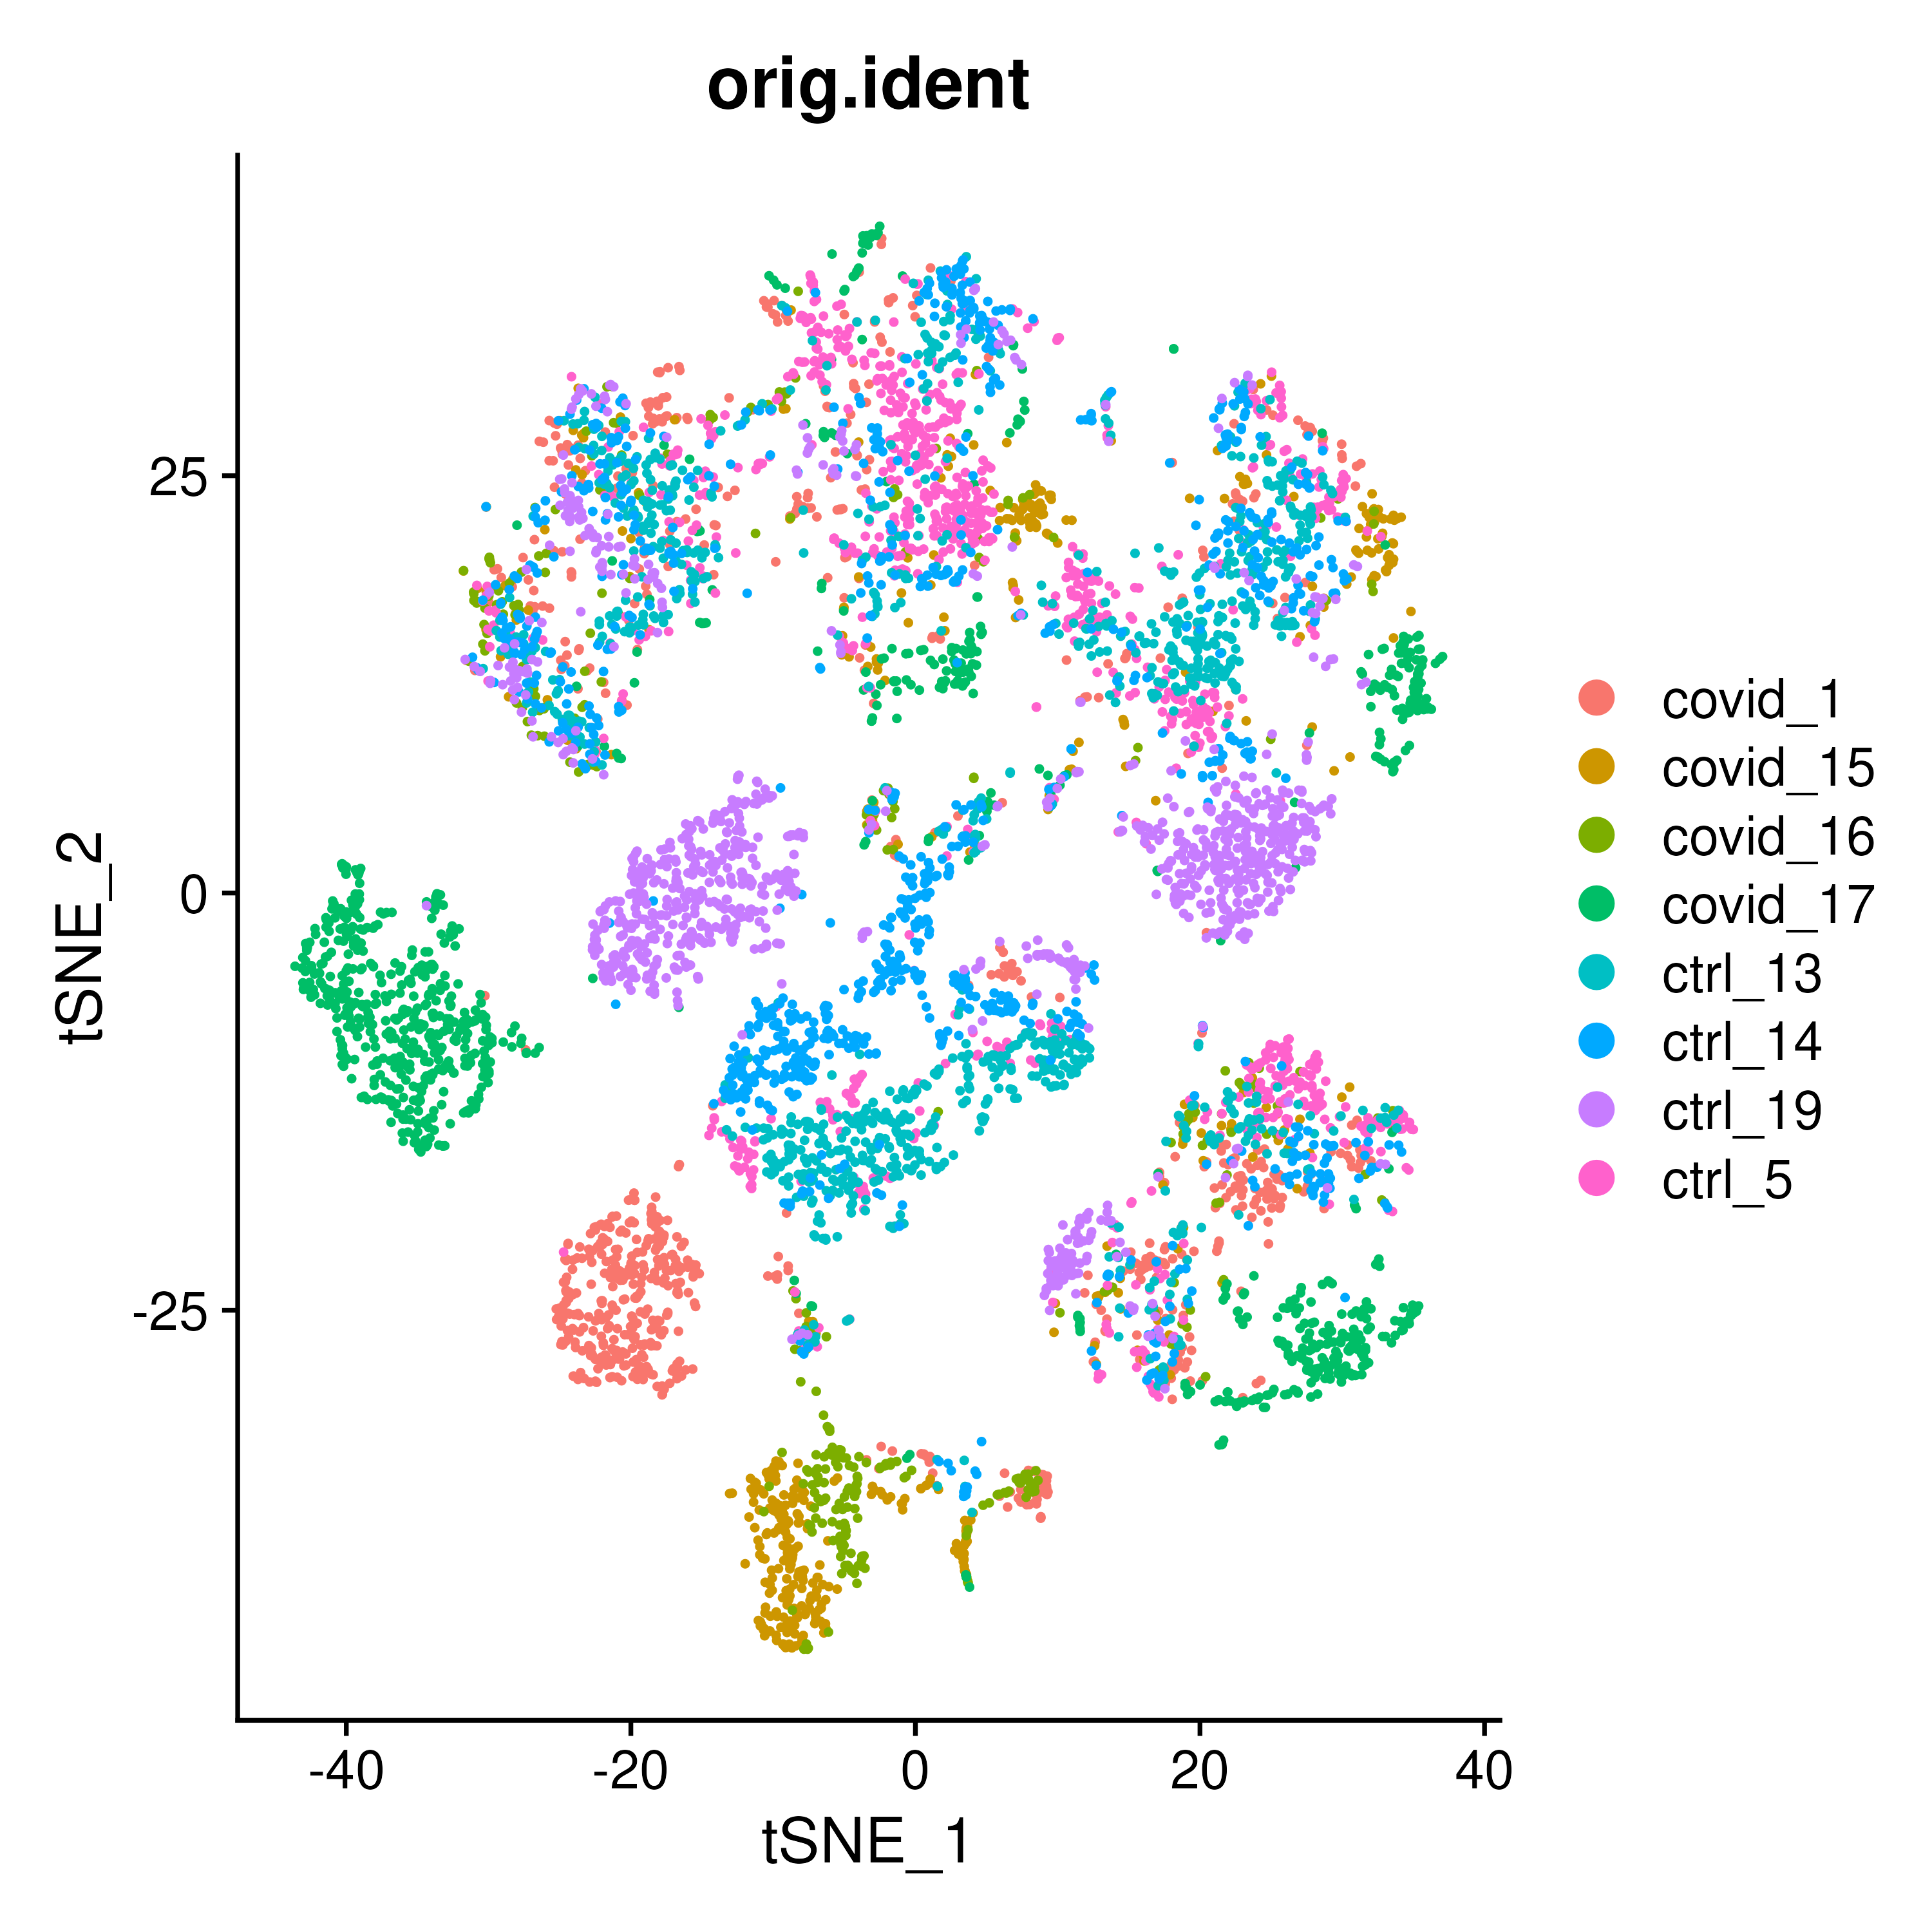 orig.ident
tSNE_2
25
0
-25
-40
-20
0
20
40
tSNE_1
covid_1
covid_15
covid_16
covid_17
ctrl_13
ctrl_14
ctrl_19
ctrl_5